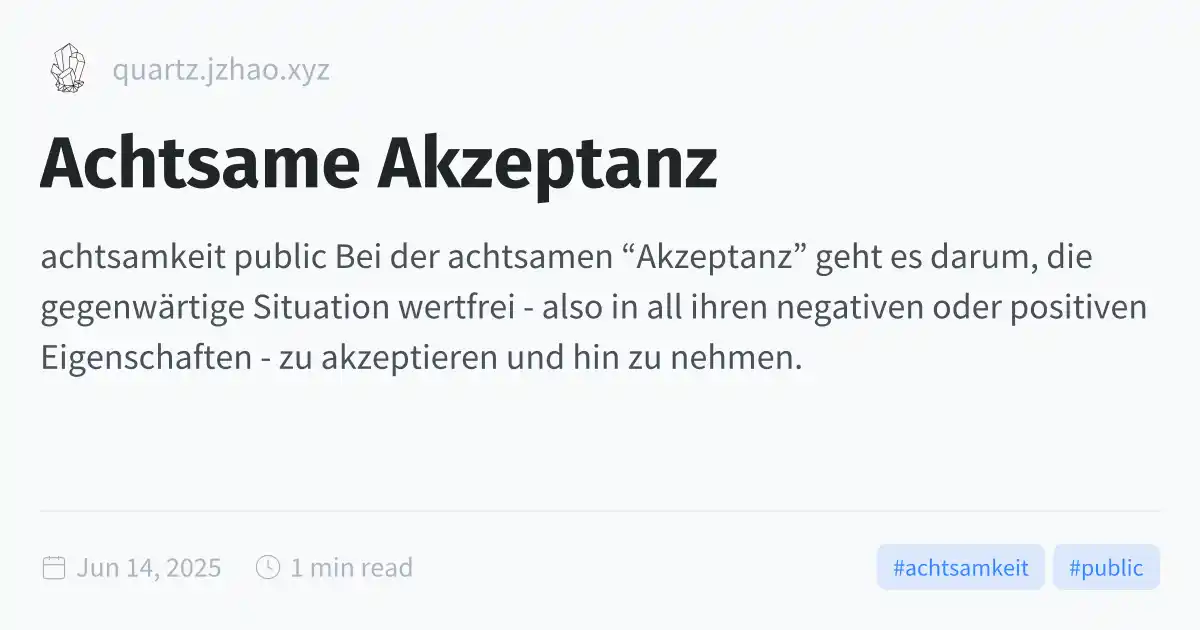 quartz.jzhao.xyz
Achtsame Akzeptanz
achtsamkeit public Bei der achtsamen “Akzeptanz” geht es darum, die
gegenwärtige Situation wertfrei - also in all ihren negativen oder positiven
Eigenschaften - zu akzeptieren und hin zu nehmen.
Jun 14, 2025
1 min read
#achtsamkeit
#public